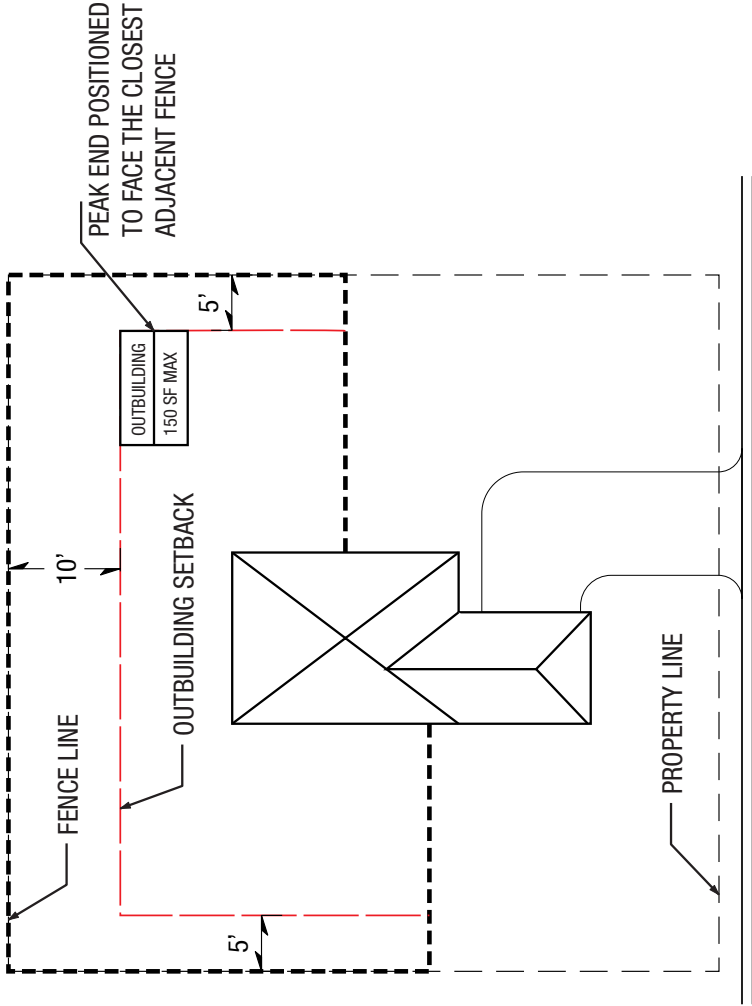 PEAK END POSITIONED
TO FACE THE CLOSEST
ADJACENT FENCE
OUTBUILDING
150 SF MAX
5'
10'
OUTBUILDING SETBACK
FENCE LINE
5'
PROPERTY LINE